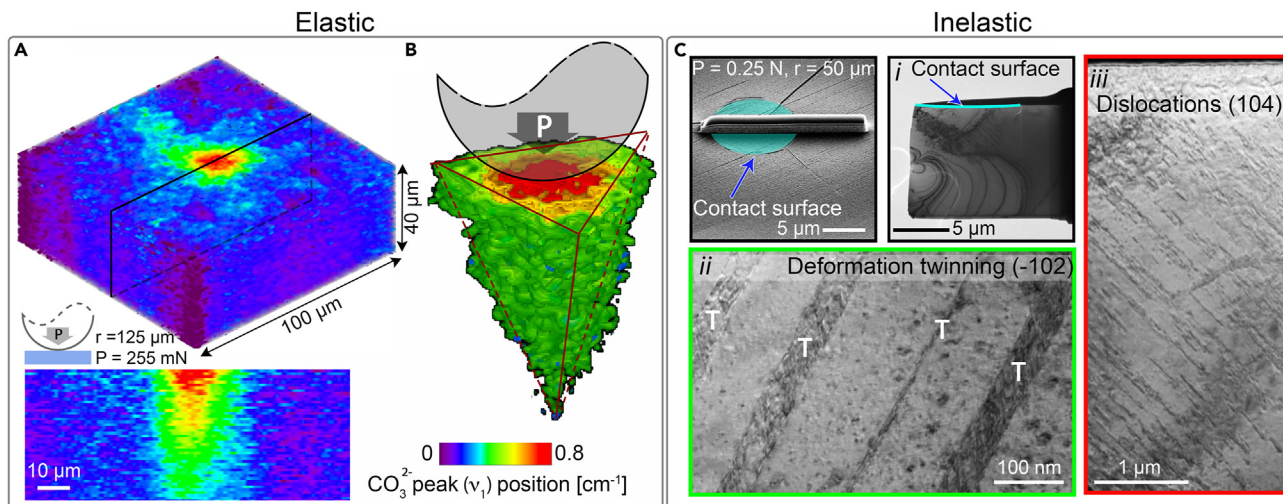 Elastic
Inelastic
A
40 µm
100 µm
P
r =125 µm
P = 255 mN
10 µm
B
P
0
0.8
CO₃²⁻ peak (ν₁) position [cm⁻¹]
C
P = 0.25 N, r = 50 µm
Contact surface
5 µm
i
Contact surface
5 µm
ii
Deformation twinning (-102)
T
T
T
T
100 nm
iii
Dislocations (104)
1 µm